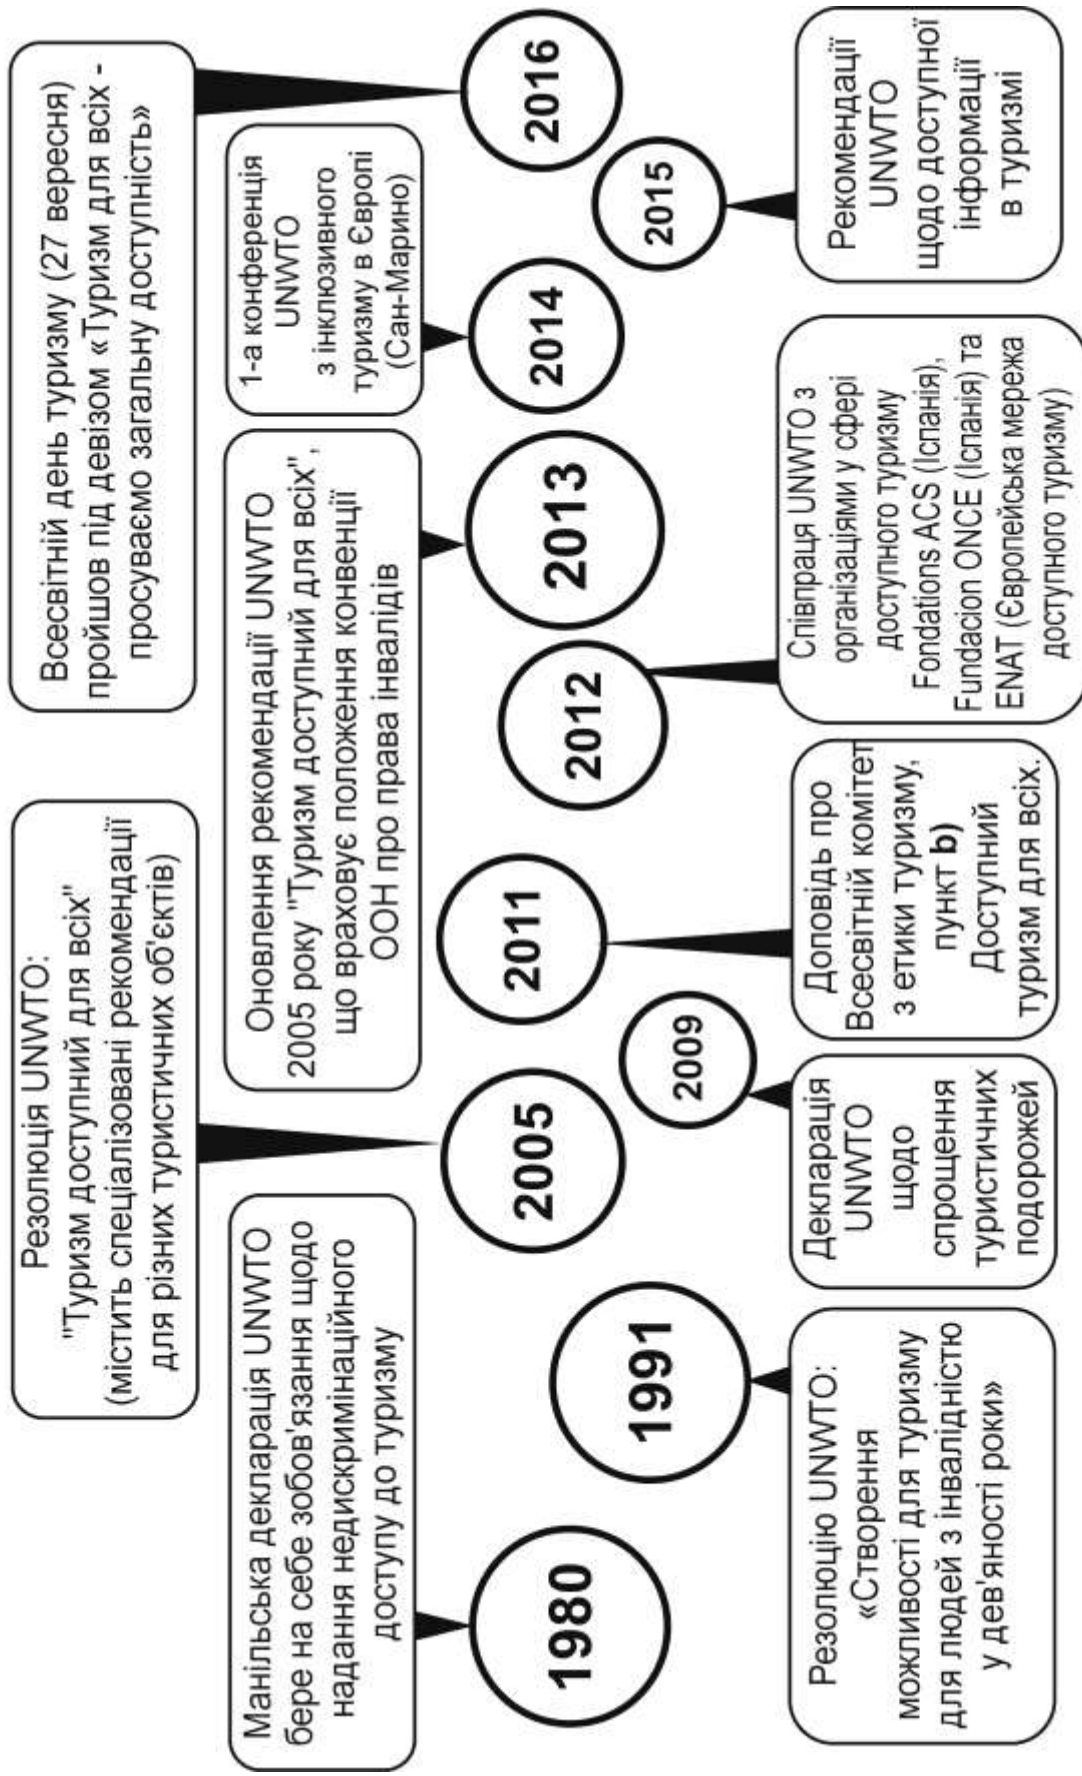 Резолюція UNWTO:
"Туризм доступний для всіх"
(містить спеціалізовані рекомендації
для різних туристичних об'єктів)
Всесвітній день туризму (27 вересня)
пройшов під девізом «Туризм для всіх -
просуваємо загальну доступність»
Манільська декларація UNWTO
бере на себе зобов'язання щодо
надання недискримінаційного
доступу до туризму
Оновлення рекомендації UNWTO
2005 року "Туризм доступний для всіх",
що враховує положення конвенції
ООН про права інвалідів
1-а конференція
UNWTO
з інклюзивного
туризму в Європі
(Сан-Марино)
1980
1991
2005
2009
2011
2012
2013
2014
2015
2016
Резолюцію UNWTO:
«Створення
можливості для туризму
для людей з інвалідністю
у дев'яності роки»
Декларація
UNWTO
щодо
спрощення
туристичних
подорожей
Доповідь про
Всесвітній комітет
з етики туризму,
пункт b)
Доступний
туризм для всіх.
Співпраця UNWTO з
організаціями у сфері
доступного туризму
Fondations ACS (Іспанія),
Fundacion ONCE (Іспанія) та
ENAT (Європейська мережа
доступного туризму)
Рекомендації
UNWTO
щодо доступної
інформації
в туризмі